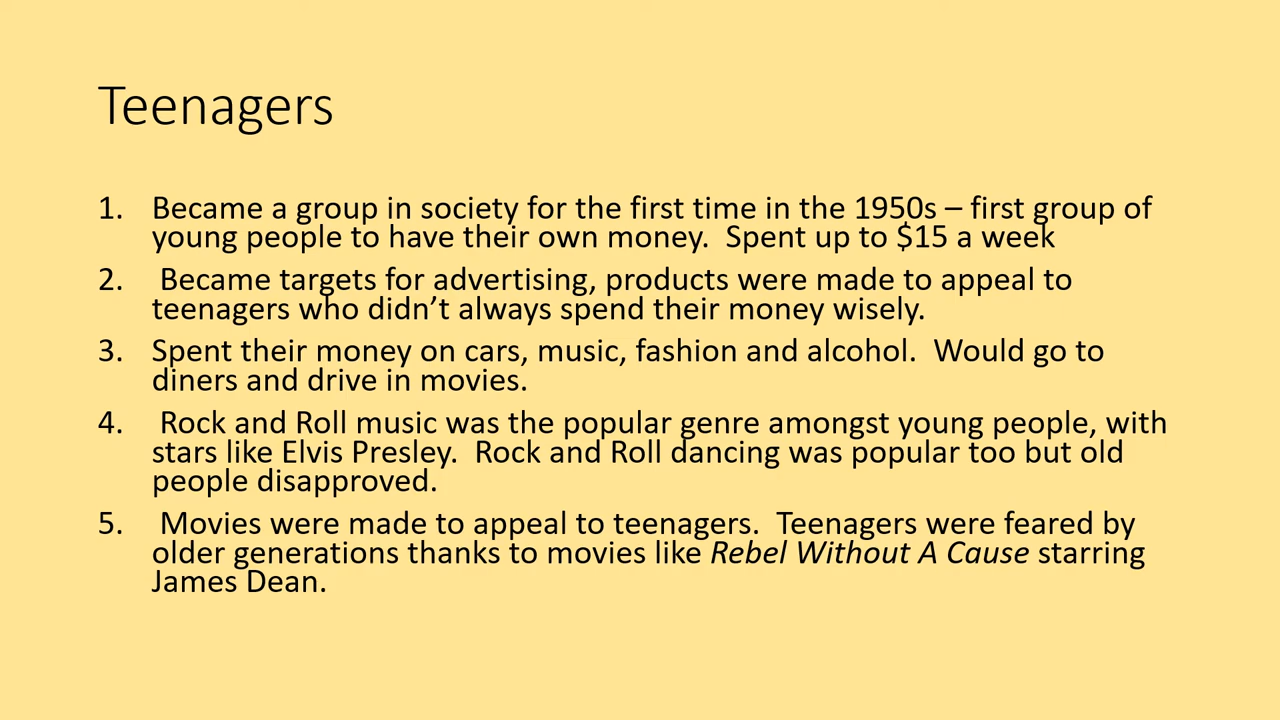 Teenagers
1. Became a group in society for the first time in the 1950s – first group of
young people to have their own money.  Spent up to $15 a week
2. Became targets for advertising, products were made to appeal to
teenagers who didn’t always spend their money wisely.
3. Spent their money on cars, music, fashion and alcohol.  Would go to
diners and drive in movies.
4. Rock and Roll music was the popular genre amongst young people, with
stars like Elvis Presley.  Rock and Roll dancing was popular too but old
people disapproved.
5. Movies were made to appeal to teenagers.  Teenagers were feared by
older generations thanks to movies like Rebel Without A Cause starring
James Dean.